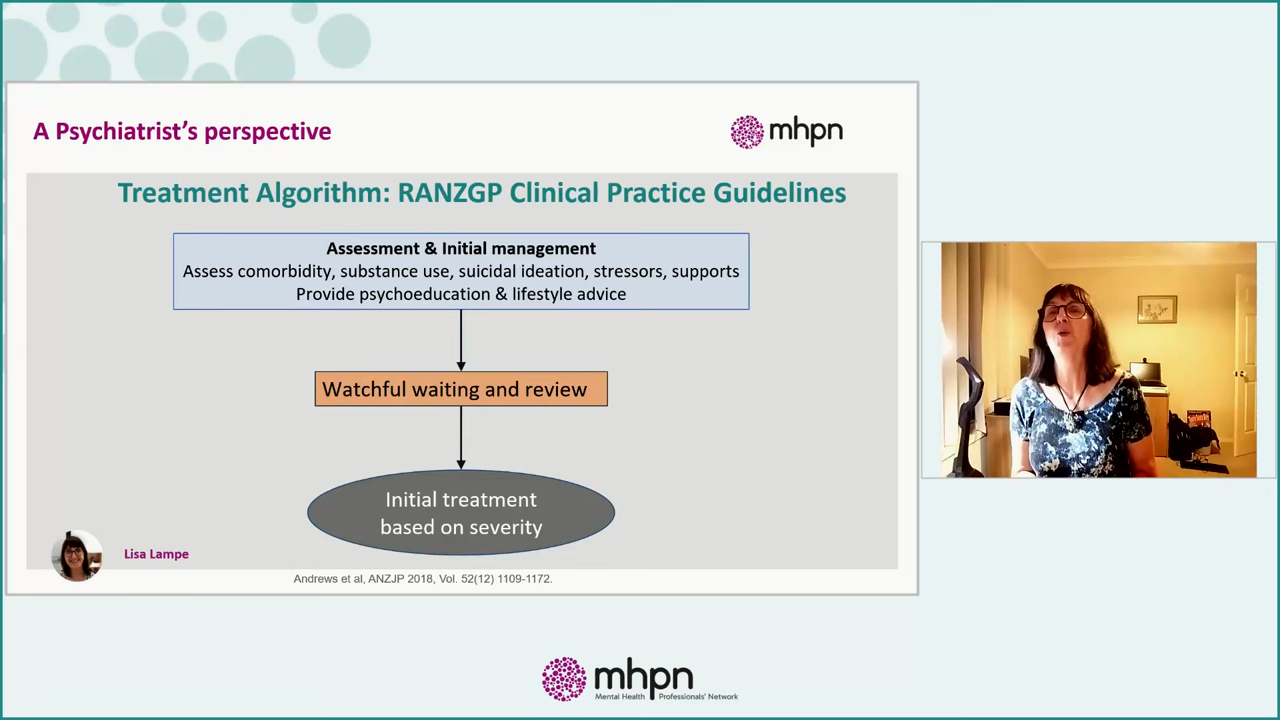 A Psychiatrist's perspective
mhpn
Treatment Algorithm: RANZGP Clinical Practice Guidelines
Assessment & Initial management
Assess comorbidity, substance use, suicidal ideation, stressors, supports
Provide psychoeducation & lifestyle advice
Watchful waiting and review
Initial treatment
based on severity
Lisa Lampe
Andrews et al, ANZJP 2018, Vol. 52(12) 1109-1172.
mhpn
Mental Health Professionals' Network